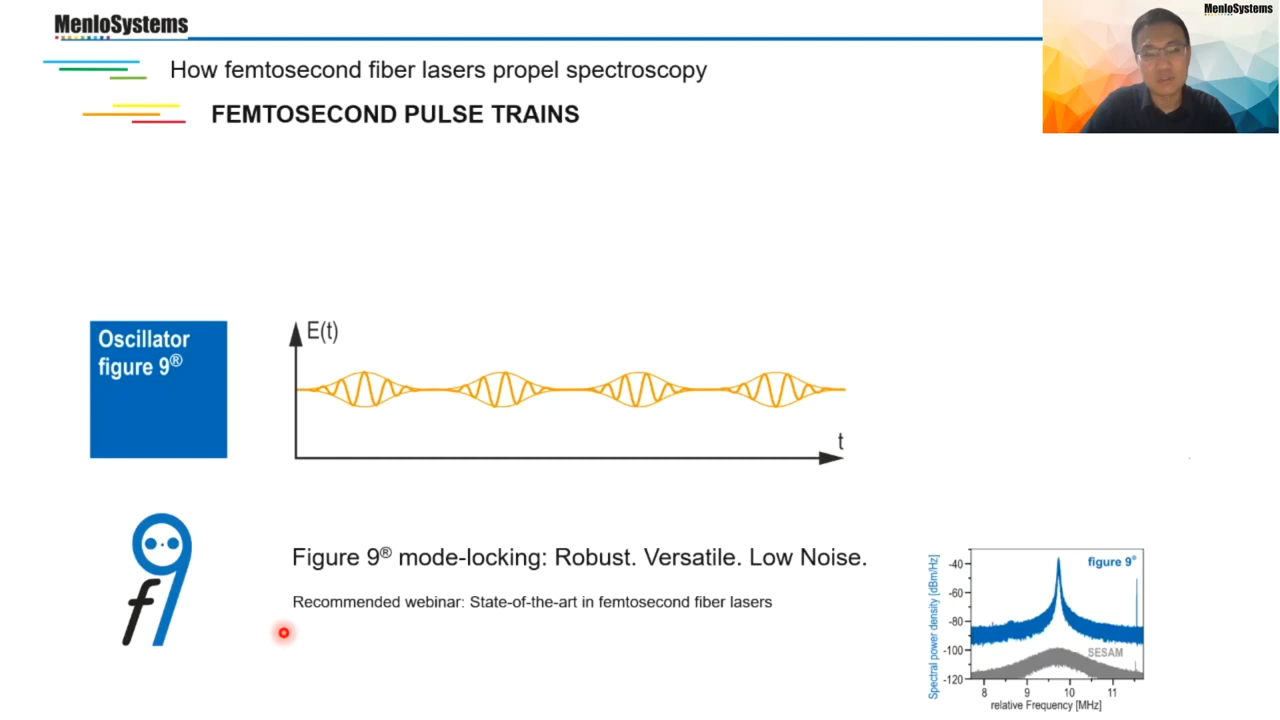 MenloSystems
MenloSystems
How femtosecond fiber lasers propel spectroscopy
FEMTOSECOND PULSE TRAINS
Oscillator
figure 9®
E(t)
t
f9
Figure 9® mode-locking: Robust. Versatile. Low Noise.
Recommended webinar: State-of-the-art in femtosecond fiber lasers
Spectral power density [dBm/Hz]
-40
-60
-80
-100
-120
figure 9®
SESAM
8 9 10 11
relative Frequency [MHz]